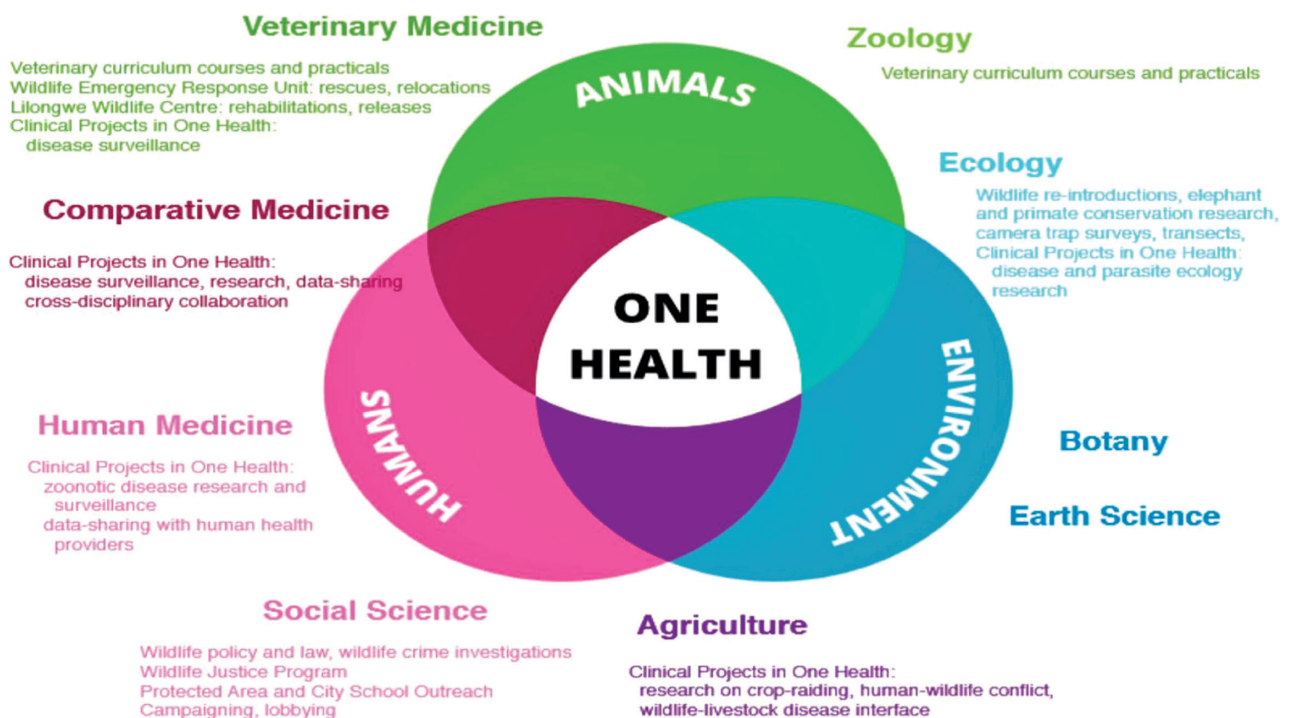 Veterinary Medicine
Veterinary curriculum courses and practicals
Wildlife Emergency Response Unit: rescues, relocations
Lilongwe Wildlife Centre: rehabilitations, releases
Clinical Projects in One Health:
disease surveillance
Zoology
Veterinary curriculum courses and practicals
ANIMALS
Ecology
Wildlife re-introductions, elephant
and primate conservation research,
camera trap surveys, transects,
Clinical Projects in One Health:
disease and parasite ecology
research
Comparative Medicine
Clinical Projects in One Health:
disease surveillance, research, data-sharing
cross-disciplinary collaboration
ONE
HEALTH
HUMANS
ENVIRONMENT
Human Medicine
Clinical Projects in One Health:
zoonotic disease research and
surveillance
data-sharing with human health
providers
Botany
Earth Science
Social Science
Wildlife policy and law, wildlife crime investigations
Wildlife Justice Program
Protected Area and City School Outreach
Campaigning, lobbying
Agriculture
Clinical Projects in One Health:
research on crop-raiding, human-wildlife conflict,
wildlife-livestock disease interface